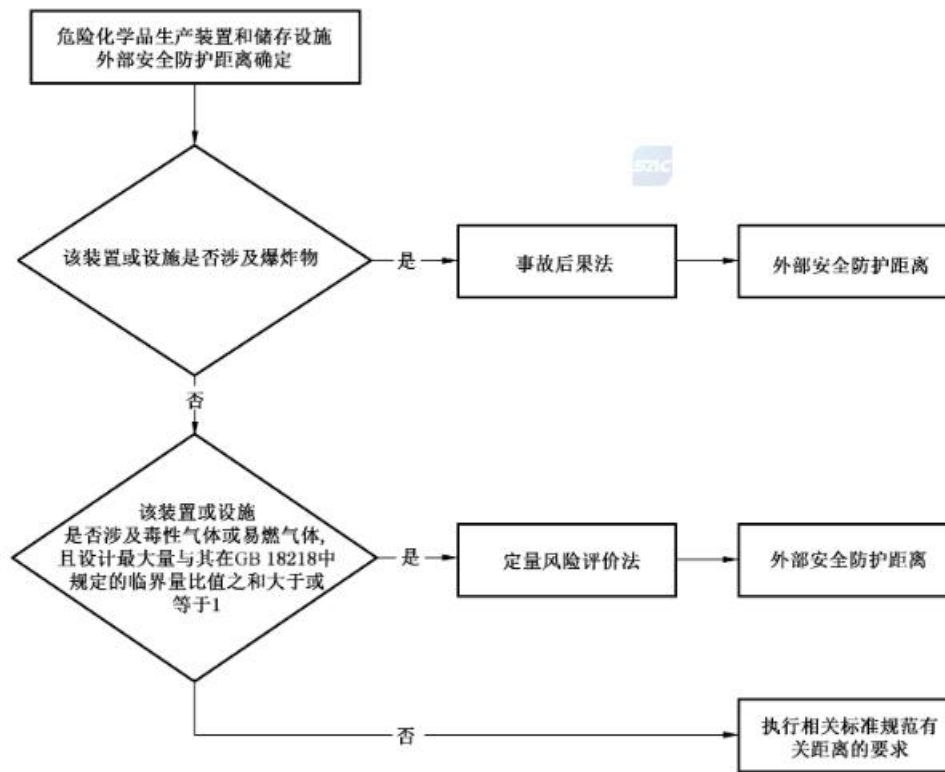 危险化学品生产装置和储存设施
外部安全防护距离确定
SZIC
该装置或设施是否涉及爆炸物
是
事故后果法
外部安全防护距离
否
该装置或设施
是否涉及毒性气体或易燃气体,
且设计最大量与其在GB 18218中
规定的临界量比值之和大于或
等于1
是
定量风险评价法
外部安全防护距离
否
执行相关标准规范有
关距离的要求